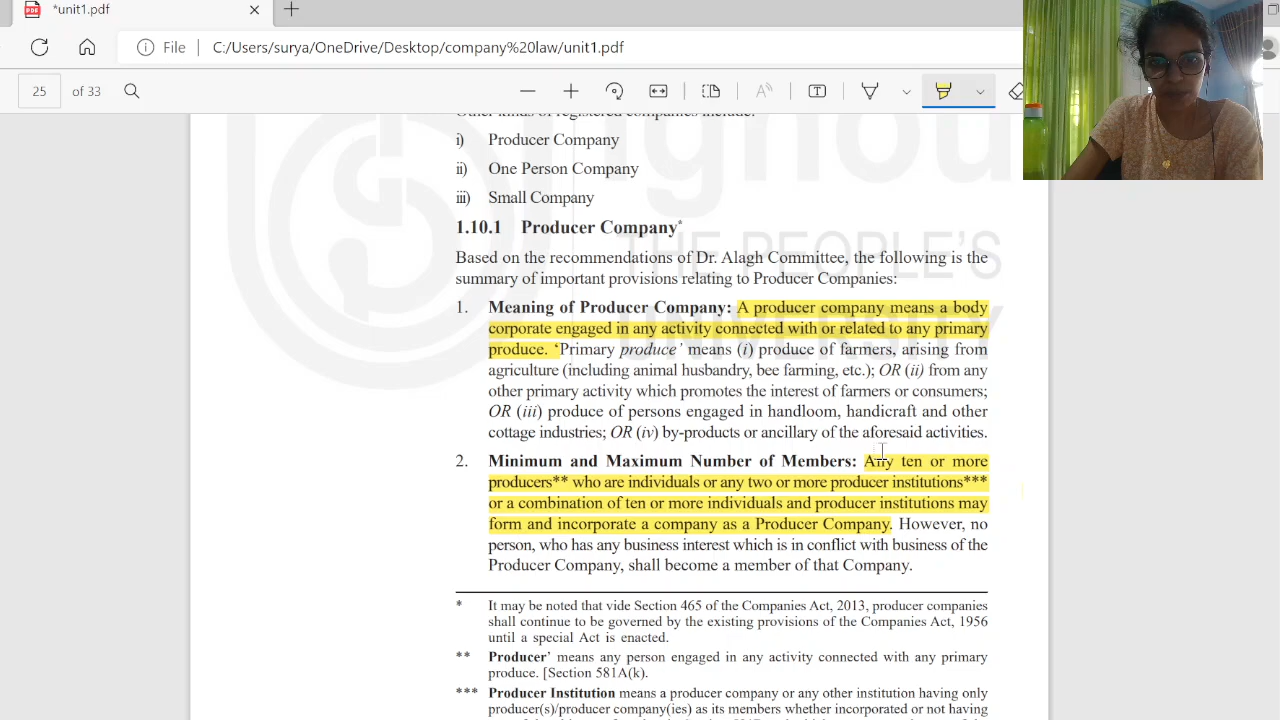 *unit1.pdf
File C:/Users/surya/OneDrive/Desktop/company%20law/unit1.pdf
25 of 33
Other kinds of registered companies include:
i) Producer Company
ii) One Person Company
iii) Small Company
ignou
THE PEOPLE'S
UNIVERSITY
1.10.1 Producer Company*
Based on the recommendations of Dr. Alagh Committee, the following is the
summary of important provisions relating to Producer Companies:
1. Meaning of Producer Company: A producer company means a body
corporate engaged in any activity connected with or related to any primary
produce. ‘Primary produce’ means (i) produce of farmers, arising from
agriculture (including animal husbandry, bee farming, etc.); OR (ii) from any
other primary activity which promotes the interest of farmers or consumers;
OR (iii) produce of persons engaged in handloom, handicraft and other
cottage industries; OR (iv) by-products or ancillary of the aforesaid activities.
2. Minimum and Maximum Number of Members: Any ten or more
producers** who are individuals or any two or more producer institutions***
or a combination of ten or more individuals and producer institutions may
form and incorporate a company as a Producer Company. However, no
person, who has any business interest which is in conflict with business of the
Producer Company, shall become a member of that Company.
* It may be noted that vide Section 465 of the Companies Act, 2013, producer companies
shall continue to be governed by the existing provisions of the Companies Act, 1956
until a special Act is enacted.
** Producer’ means any person engaged in any activity connected with any primary
produce. [Section 581A(k).
*** Producer Institution means a producer company or any other institution having only
producer(s)/producer company(ies) as its members whether incorporated or not having